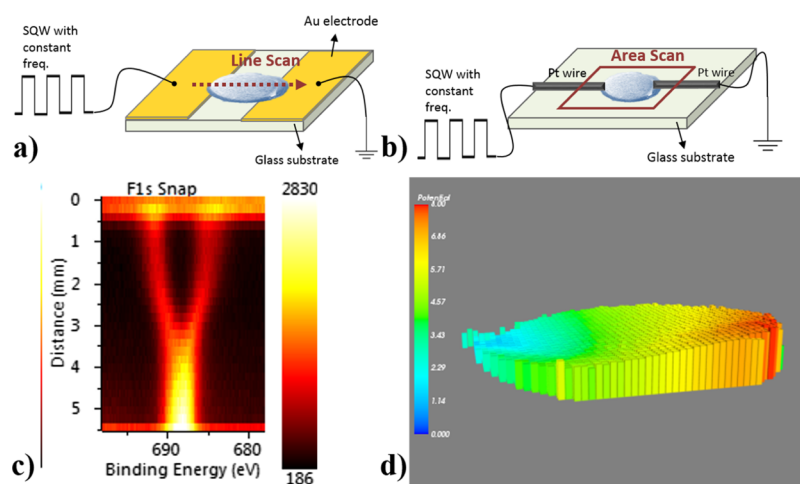 a)
SQW with
constant
freq.
Line Scan
Au electrode
Glass substrate
b)
SQW with
constant
freq.
Area Scan
Pt wire
Pt wire
Glass substrate
c)
F1s Snap
2830
0
1
2
3
4
5
Distance (mm)
690
680
Binding Energy (eV)
186
d)
Potential
8.00
6.86
5.71
4.57
3.43
2.29
1.14
0.000